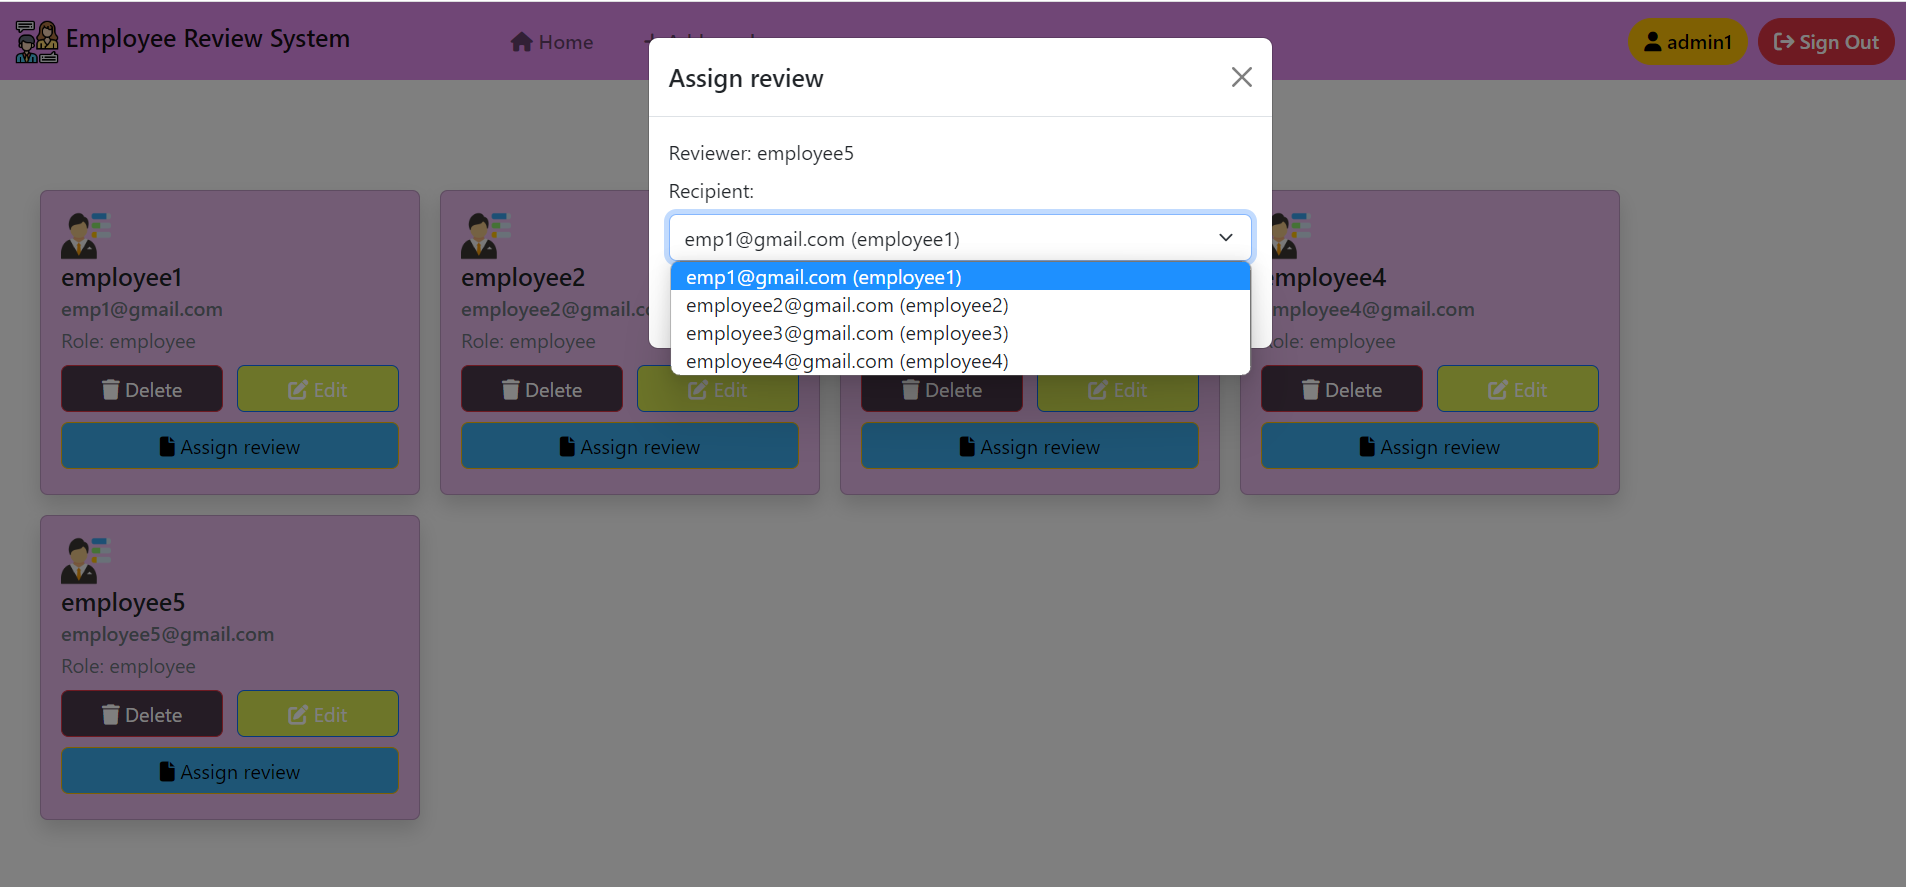 Employee Review System
Home
admin1
Sign Out
Assign review
Reviewer: employee5
Recipient:
emp1@gmail.com (employee1)
emp1@gmail.com (employee1)
employee2@gmail.com (employee2)
employee3@gmail.com (employee3)
employee4@gmail.com (employee4)
employee1
emp1@gmail.com
Role: employee
Delete
Edit
Assign review
employee2
employee2@gmail.co
Role: employee
Delete
Edit
Assign review
Delete
Edit
Assign review
employee4
mployee4@gmail.com
ole: employee
Delete
Edit
Assign review
employee5
employee5@gmail.com
Role: employee
Delete
Edit
Assign review